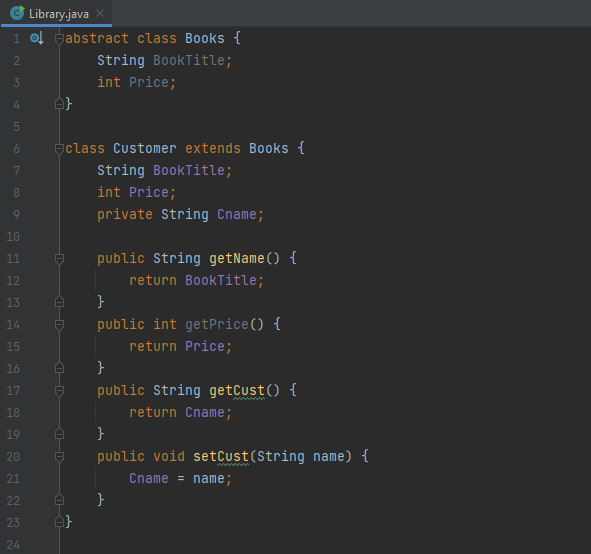 Library.java
1 abstract class Books {
2     String BookTitle;
3     int Price;
4 }
5
6 class Customer extends Books {
7     String BookTitle;
8     int Price;
9     private String Cname;
10
11     public String getName() {
12         return BookTitle;
13     }
14     public int getPrice() {
15         return Price;
16     }
17     public String getCust() {
18         return Cname;
19     }
20     public void setCust(String name) {
21         Cname = name;
22     }
23 }
24